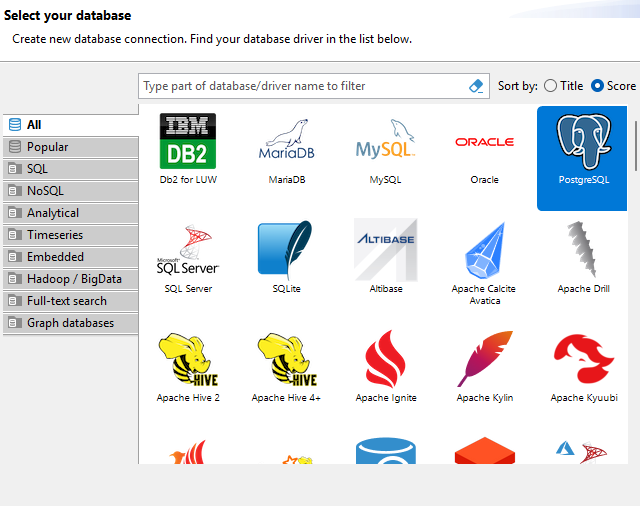 Select your database
Create new database connection. Find your database driver in the list below.
Type part of database/driver name to filter
Sort by: Title Score
All
Popular
SQL
NoSQL
Analytical
Timeseries
Embedded
Hadoop / BigData
Full-text search
Graph databases
IBM
DB2
Db2 for LUW
MariaDB
MariaDB
MySQL
MySQL
ORACLE
Oracle
PostgreSQL
Microsoft
SQL Server
SQL Server
SQLite
ALTIBASE
Altibase
Apache Calcite
Avatica
Apache Drill
HIVE
Apache Hive 2
HIVE
Apache Hive 4+
Apache Ignite
Apache Kylin
Apache Kyuubi